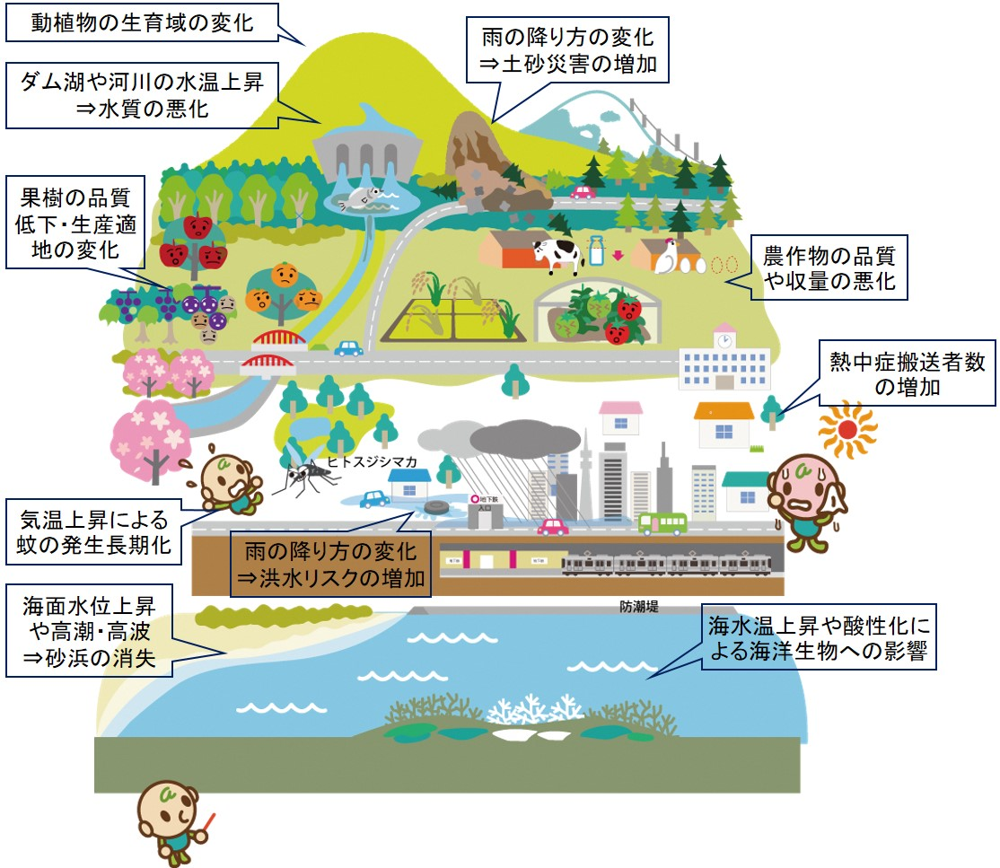 動植物の生育域の変化
雨の降り方の変化
⇒土砂災害の増加
ダム湖や河川の水温上昇
⇒水質の悪化
果樹の品質
低下・生産適
地の変化
農作物の品質
や収量の悪化
熱中症搬送者数
の増加
ヒトスジシマカ
地下鉄
入口
気温上昇による
蚊の発生長期化
雨の降り方の変化
⇒洪水リスクの増加
海面水位上昇
や高潮・高波
⇒砂浜の消失
防潮堤
海水温上昇や酸性化に
よる海洋生物への影響